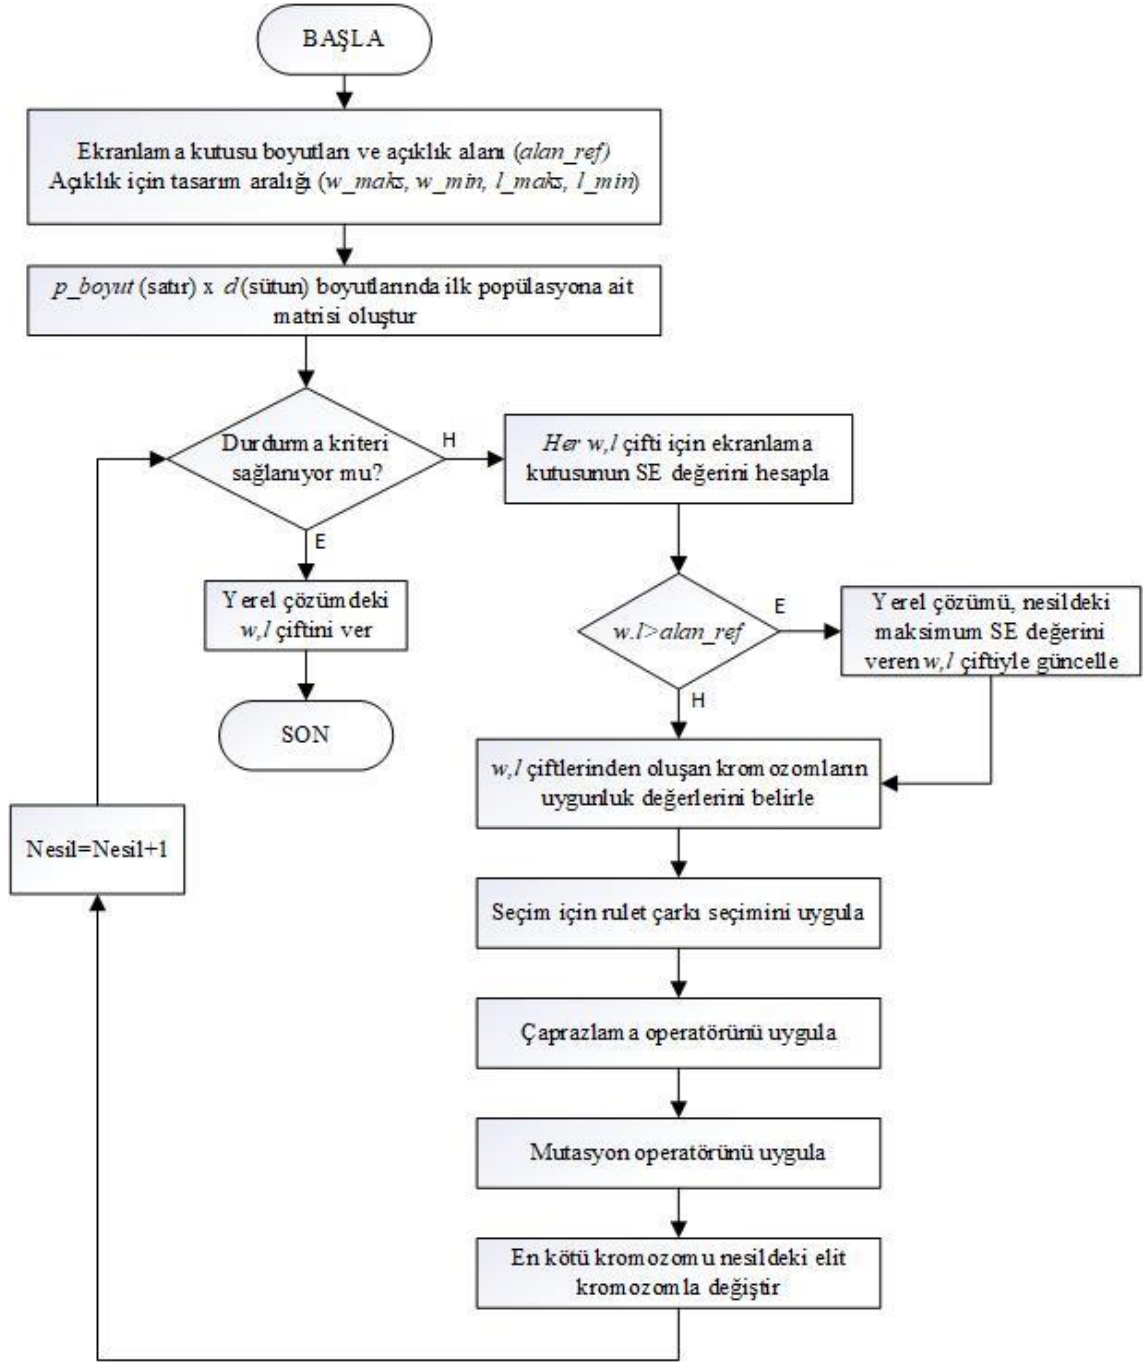 BAŞLA
Ekranlama kutusu boyutları ve açıklık alanı (alan_ref)
Açıklık için tasarım aralığı (w_maks, w_min, l_maks, l_min)
p_boyut (satır) x d (sütun) boyutlarında ilk popülasyona ait
matrisi oluştur
Durdurma kriteri
sağlanıyor mu?
H
E
Her w,l çifti için ekranlama
kutusunun SE değerini hesapla
Yerel çözümdeki
w,l çiftini ver
SON
w.l>alan_ref
E
H
Yerel çözümü, nesildeki
maksimum SE değerini
veren w,l çiftiyle güncelle
w,l çiftlerinden oluşan kromozomların
uygunluk değerlerini belirle
Seçim için rulet çarkı seçimini uygula
Çaprazlama operatörünü uygula
Mutasyon operatörünü uygula
En kötü kromozomu nesildeki elit
kromozomla değiştir
Nesil=Nesil+1